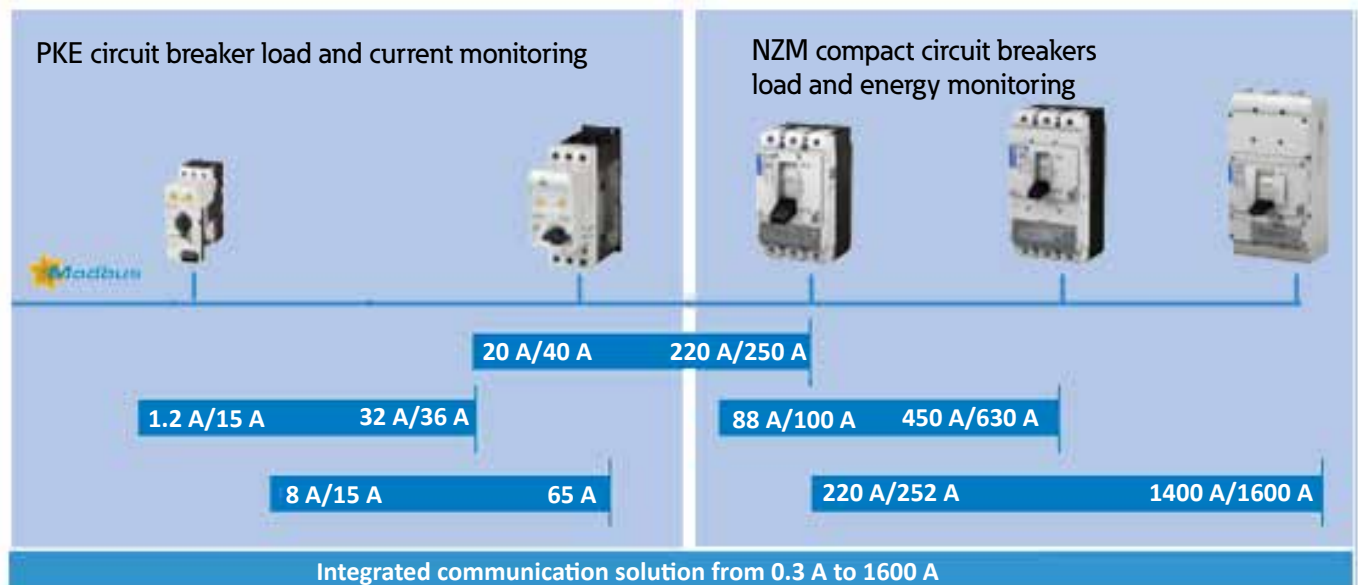 PKE circuit breaker load and current monitoring
NZM compact circuit breakers
load and energy monitoring
Modbus
20 A/40 A 220 A/250 A
1.2 A/15 A 32 A/36 A
88 A/100 A 450 A/630 A
8 A/15 A 65 A
220 A/252 A 1400 A/1600 A
Integrated communication solution from 0.3 A to 1600 A